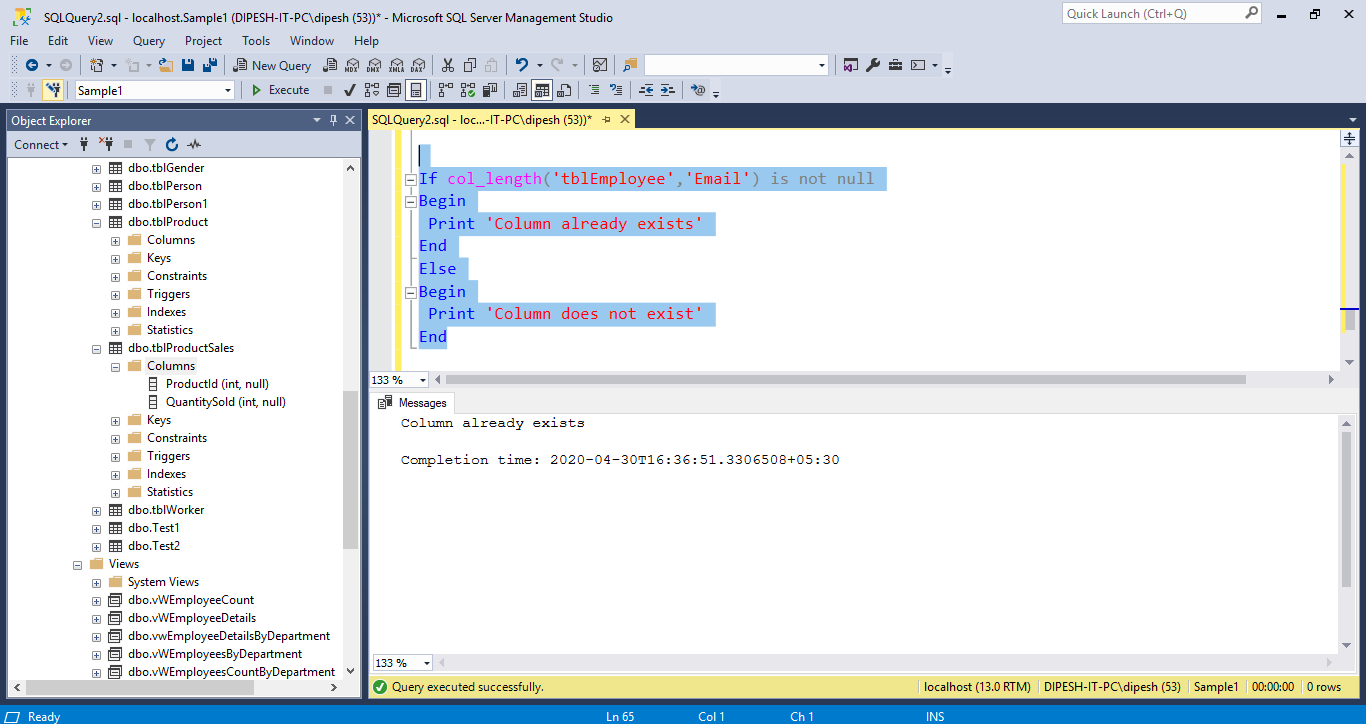 SQLQuery2.sql - localhost.Sample1 (DIPESH-IT-PC\dipesh (53))* - Microsoft SQL Server Management Studio
Quick Launch (Ctrl+Q)
File Edit View Query Project Tools Window Help
New Query MDX DMX XMLA DAX
Sample1 Execute
Object Explorer
Connect
dbo.tblGender
dbo.tblPerson
dbo.tblPerson1
dbo.tblProduct
Columns
Keys
Constraints
Triggers
Indexes
Statistics
dbo.tblProductSales
Columns
ProductId (int, null)
QuantitySold (int, null)
Keys
Constraints
Triggers
Indexes
Statistics
dbo.tblWorker
dbo.Test1
dbo.Test2
Views
System Views
dbo.vWEmployeeCount
dbo.vWEmployeeDetails
dbo.vwEmployeeDetailsByDepartment
dbo.vWEmployeesByDepartment
dbo.vWEmployeesCountByDepartment
SQLQuery2.sql - loc...-IT-PC\dipesh (53))*
If col_length('tblEmployee','Email') is not null
Begin
Print 'Column already exists'
End
Else
Begin
Print 'Column does not exist'
End
133 %
Messages
Column already exists
Completion time: 2020-04-30T16:36:51.3306508+05:30
133 %
Query executed successfully. localhost (13.0 RTM) DIPESH-IT-PC\dipesh (53) Sample1 00:00:00 0 rows
Ready Ln 65 Col 1 Ch 1 INS